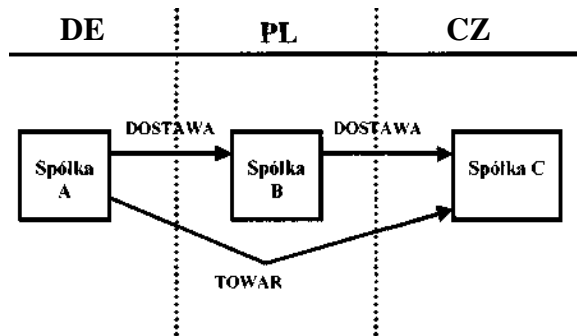 DE PL CZ
DOSTAWA DOSTAWA
Spółka A
Spółka B
Spółka C
TOWAR